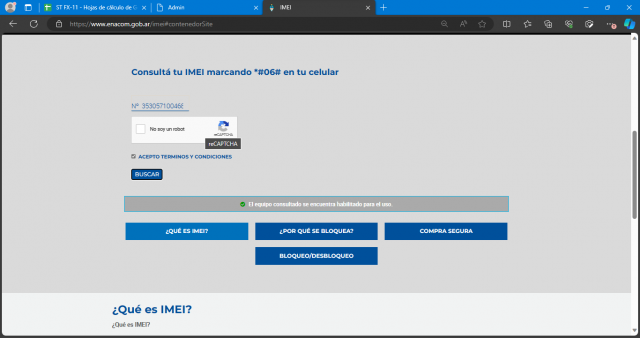 ST FX-11 - Hojas de cálculo de G
Admin
IMEI
https://www.enacom.gob.ar/imei#contenedorSite
Consultá tu IMEI marcando *#06# en tu celular
Nº 35305710046
No soy un robot
reCAPTCHA
reCAPTCHA
ACEPTO TERMINOS Y CONDICIONES
BUSCAR
El equipo consultado se encuentra habilitado para el uso.
¿QUÉ ES IMEI?
¿POR QUÉ SE BLOQUEA?
COMPRA SEGURA
BLOQUEO/DESBLOQUEO
¿Qué es IMEI?
¿Qué es IMEI?